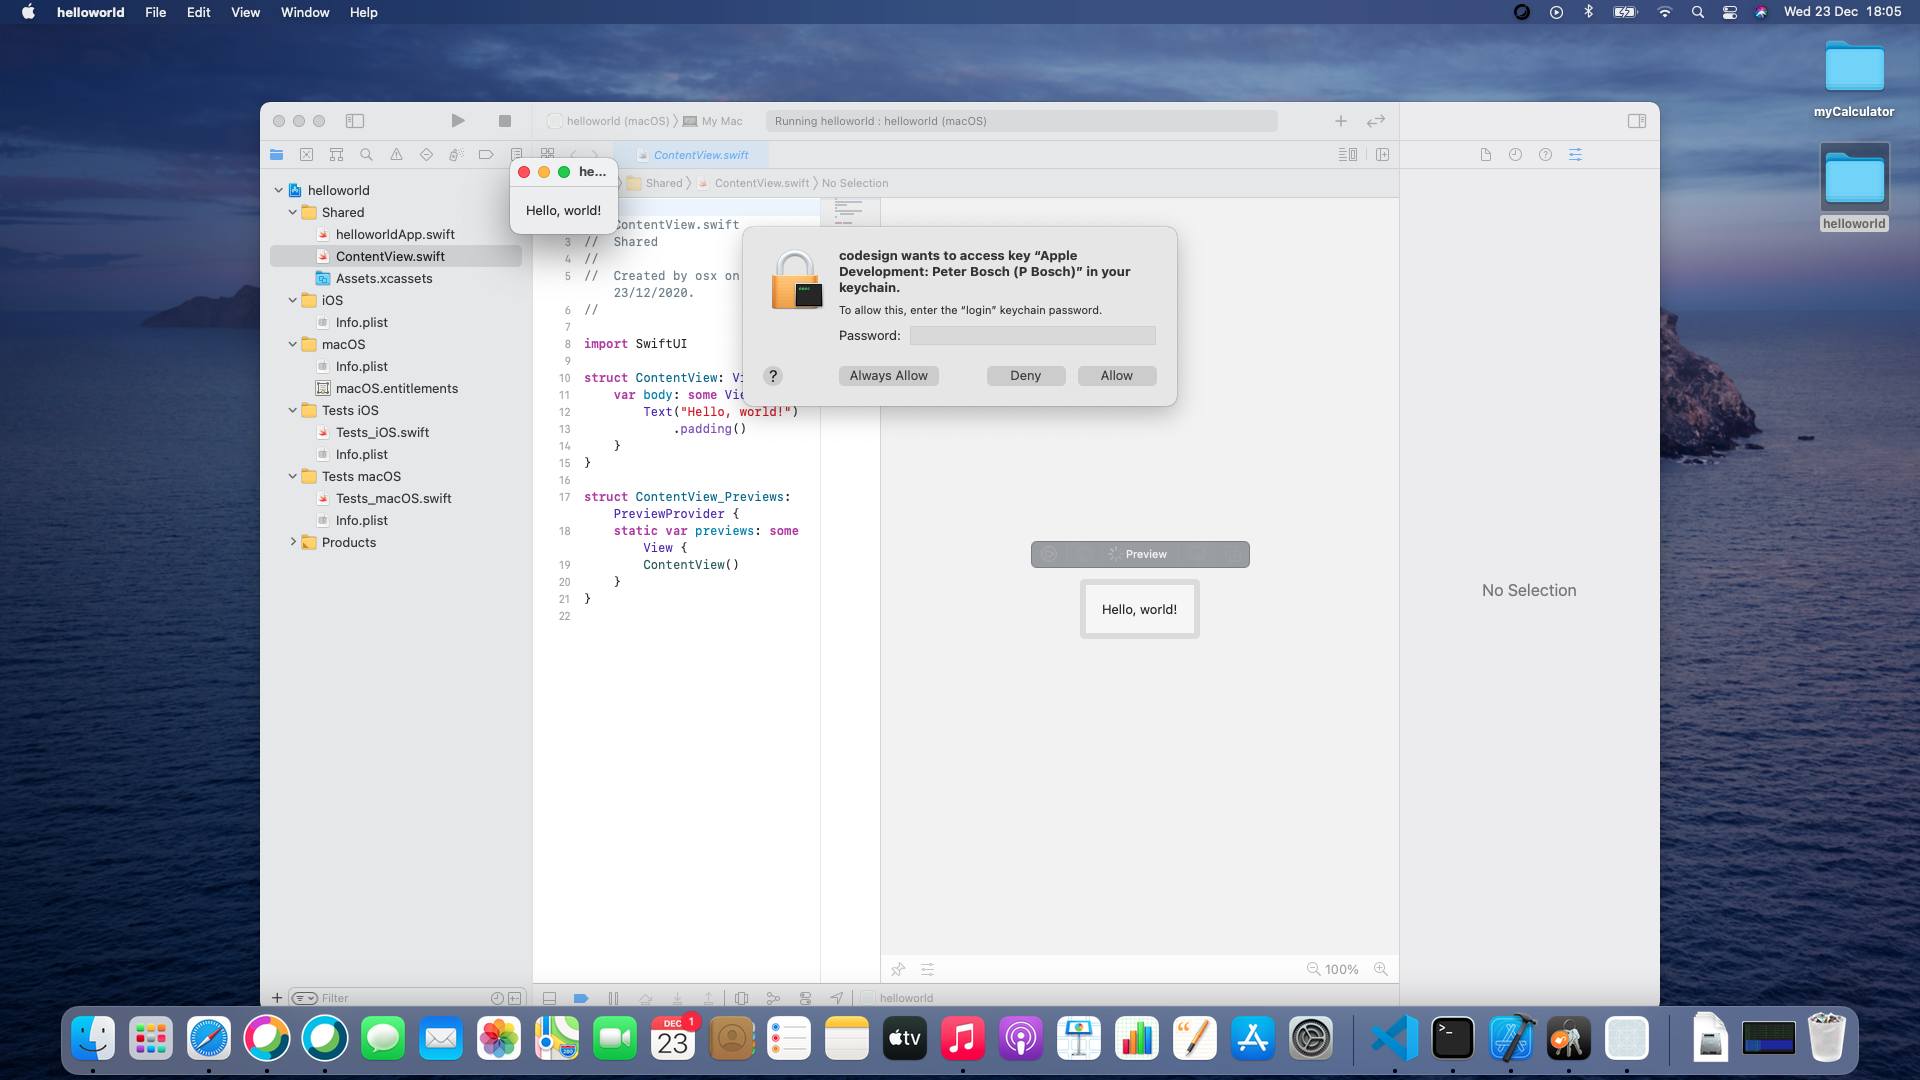 helloworld File Edit View Window Help
Wed 23 Dec 18:05
myCalculator
helloworld
helloworld (macOS) 〉 My Mac
Running helloworld : helloworld (macOS)
ContentView.swift
Shared 〉 ContentView.swift 〉 No Selection
he...
Hello, world!
helloworld
Shared
helloworldApp.swift
ContentView.swift
Assets.xcassets
iOS
Info.plist
macOS
Info.plist
macOS.entitlements
Tests iOS
Tests_iOS.swift
Info.plist
Tests macOS
Tests_macOS.swift
Info.plist
Products
ContentView.swift
3 // Shared
4 //
5 // Created by osx on
23/12/2020.
6 //
7
8 import SwiftUI
9
10 struct ContentView: Vi
11 var body: some Vie
12 Text("Hello, world!")
13 .padding()
14 }
15 }
16
17 struct ContentView_Previews:
PreviewProvider {
18 static var previews: some
View {
19 ContentView()
20 }
21 }
22
codesign wants to access key “Apple
Development: Peter Bosch (P Bosch)” in your
keychain.
To allow this, enter the “login” keychain password.
Password:
? Always Allow Deny Allow
Preview
Hello, world!
No Selection
100%
Filter
helloworld
DEC 1
23
tv
280
>_